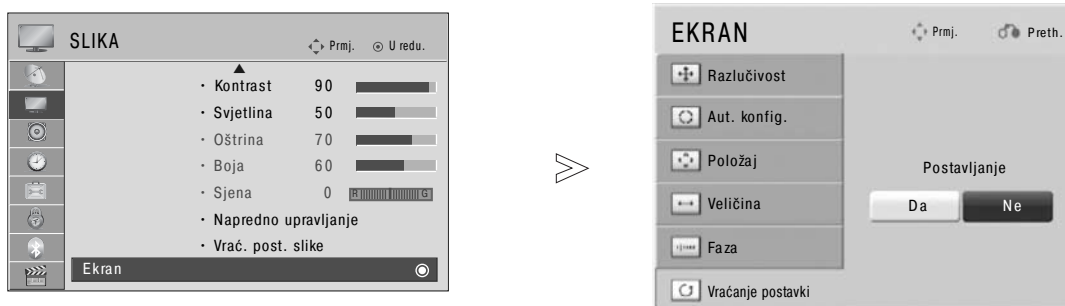 SLIKA
Prmj.
U redu.
• Kontrast 90
• Svjetlina 50
• Oštrina 70
• Boja 60
• Sjena 0 R G
• Napredno upravljanje
• Vrać. post. slike
Ekran
EKRAN
Prmj.
Preth.
Razlučivost
Aut. konfig.
Položaj
Veličina
Faza
Vraćanje postavki
Postavljanje
Da
Ne